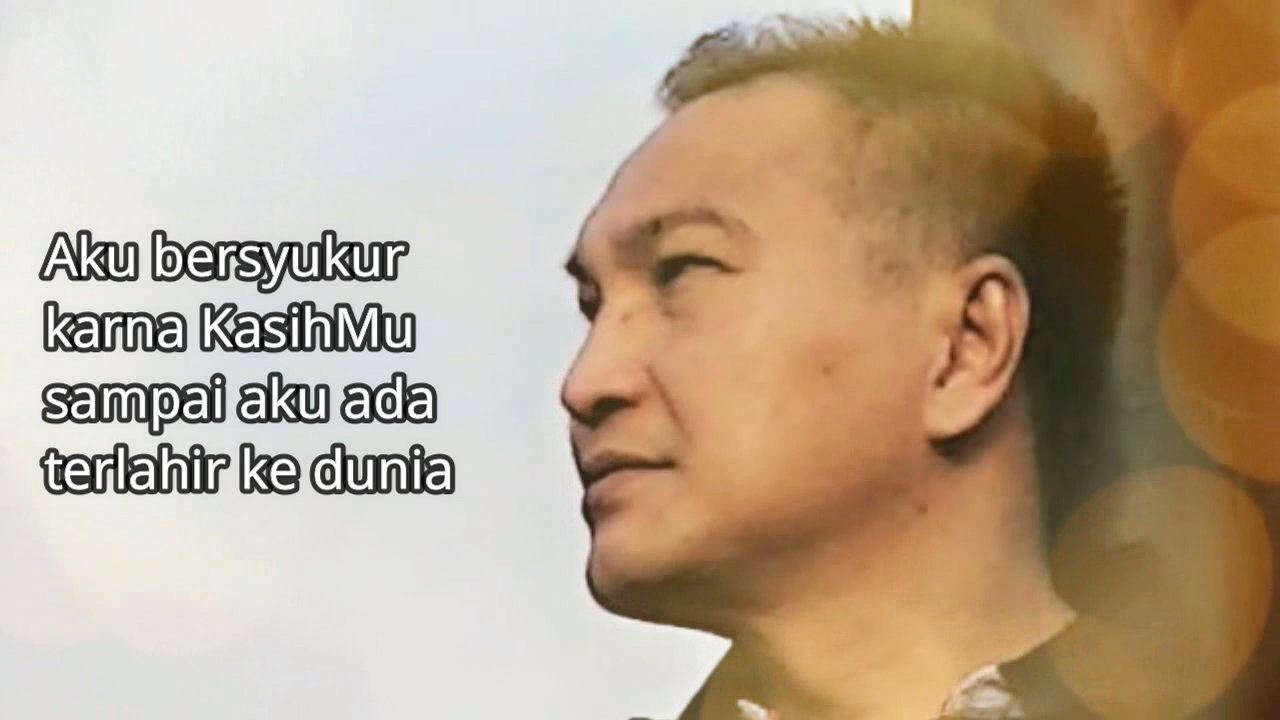 Aku bersyukur
karna KasihMu
sampai aku ada
terlahir ke dunia